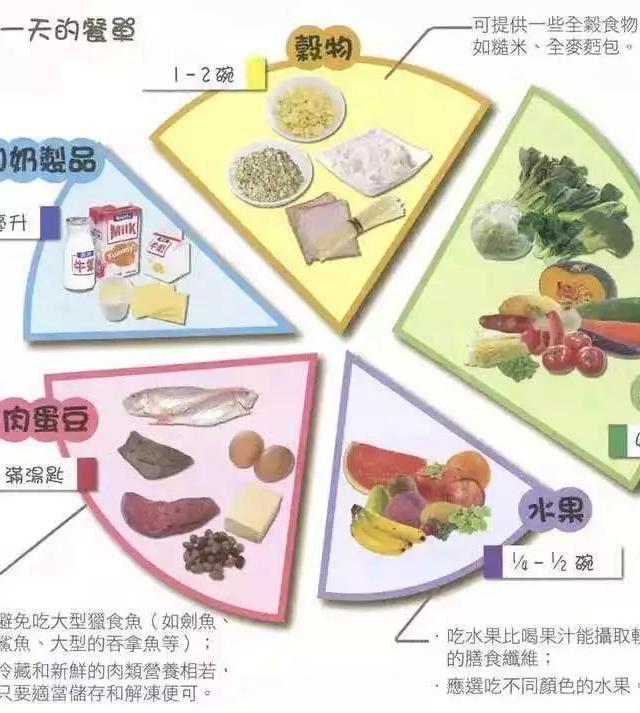 一天的餐單
穀物
1－2 碗
可提供一些全穀食物
如糙米、全麥麪包。
奶製品
毫升
牛奶
MILK
Yummy!
肉蛋豆
滿湯匙
水果
¼－½ 碗
避免吃大型獵食魚（如劍魚、
鯊魚、大型的吞拿魚等）；
冷藏和新鮮的肉類營養相若，
只要適當儲存和解凍便可。
· 吃水果比喝果汁能攝取較
的膳食纖維；
· 應選吃不同顏色的水果。